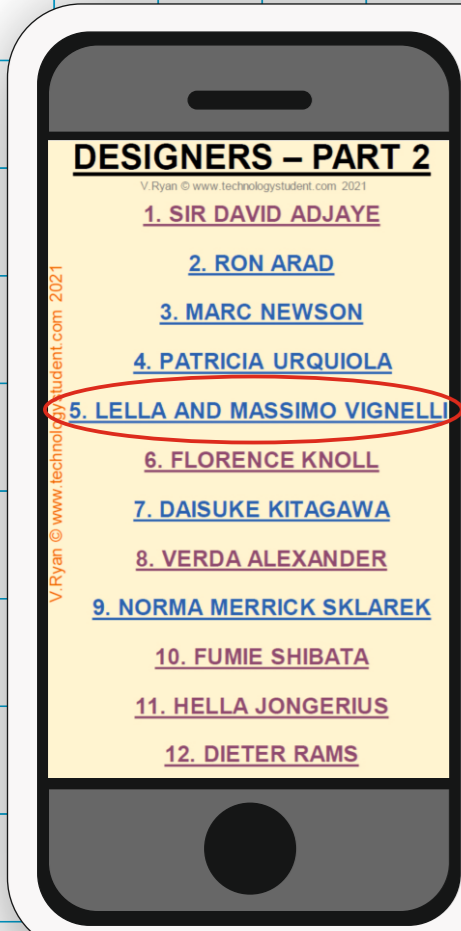 DESIGNERS – PART 2
V.Ryan © www.technologystudent.com 2021
1. SIR DAVID ADJAYE
2. RON ARAD
3. MARC NEWSON
4. PATRICIA URQUIOLA
5. LELLA AND MASSIMO VIGNELLI
6. FLORENCE KNOLL
7. DAISUKE KITAGAWA
8. VERDA ALEXANDER
9. NORMA MERRICK SKLAREK
10. FUMIE SHIBATA
11. HELLA JONGERIUS
12. DIETER RAMS
V.Ryan © www.technologystudent.com 2021